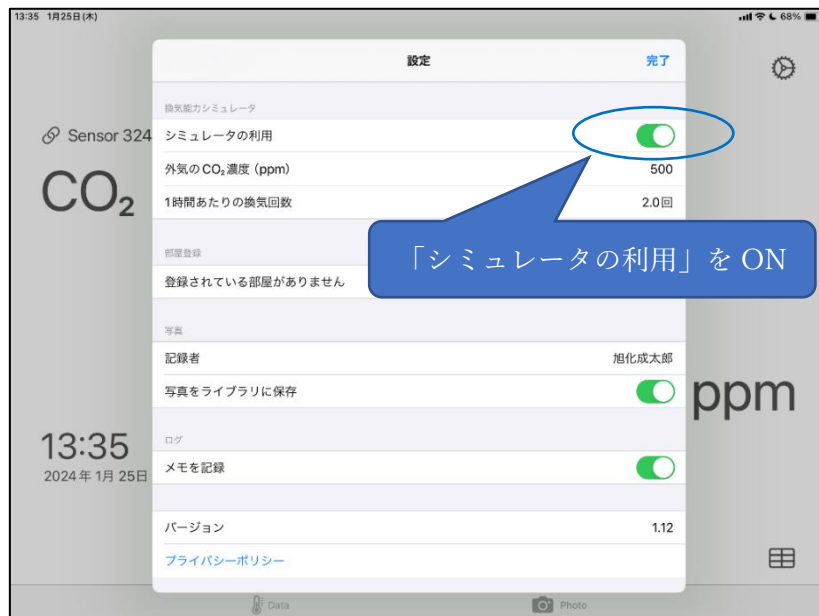 13:35 1月25日(木)
68%
設定
完了
換気能力シミュレータ
Sensor 324
シミュレータの利用
外気のCO₂濃度 (ppm)
500
CO₂
1時間あたりの換気回数
2.0回
「シミュレータの利用」を ON
部屋登録
登録されている部屋がありません
写真
記録者
旭化成太郎
写真をライブラリに保存
ppm
13:35
ログ
2024年 1月 25日
メモを記録
バージョン
1.12
プライバシーポリシー
Data
Photo